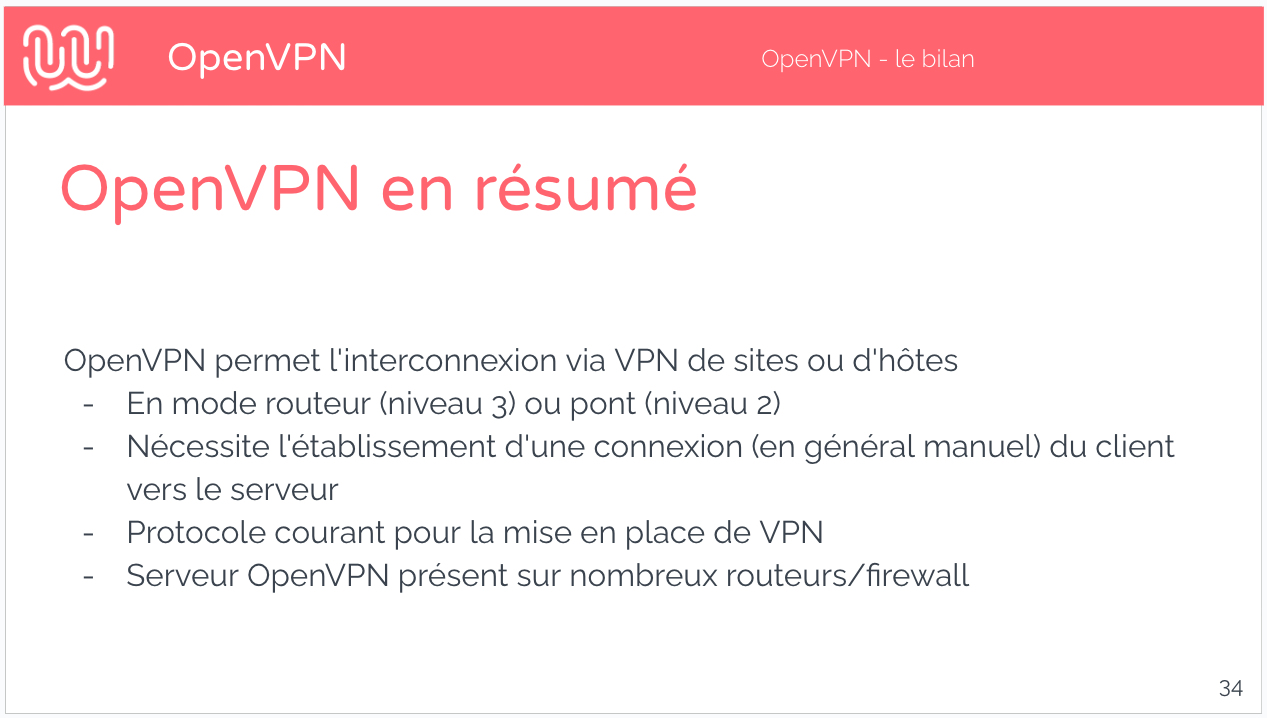 OpenVPN
OpenVPN - le bilan
OpenVPN en résumé
OpenVPN permet l'interconnexion via VPN de sites ou d'hôtes
- En mode routeur (niveau 3) ou pont (niveau 2)
- Nécessite l'établissement d'une connexion (en général manuel) du client
vers le serveur
- Protocole courant pour la mise en place de VPN
- Serveur OpenVPN présent sur nombreux routeurs/firewall
34